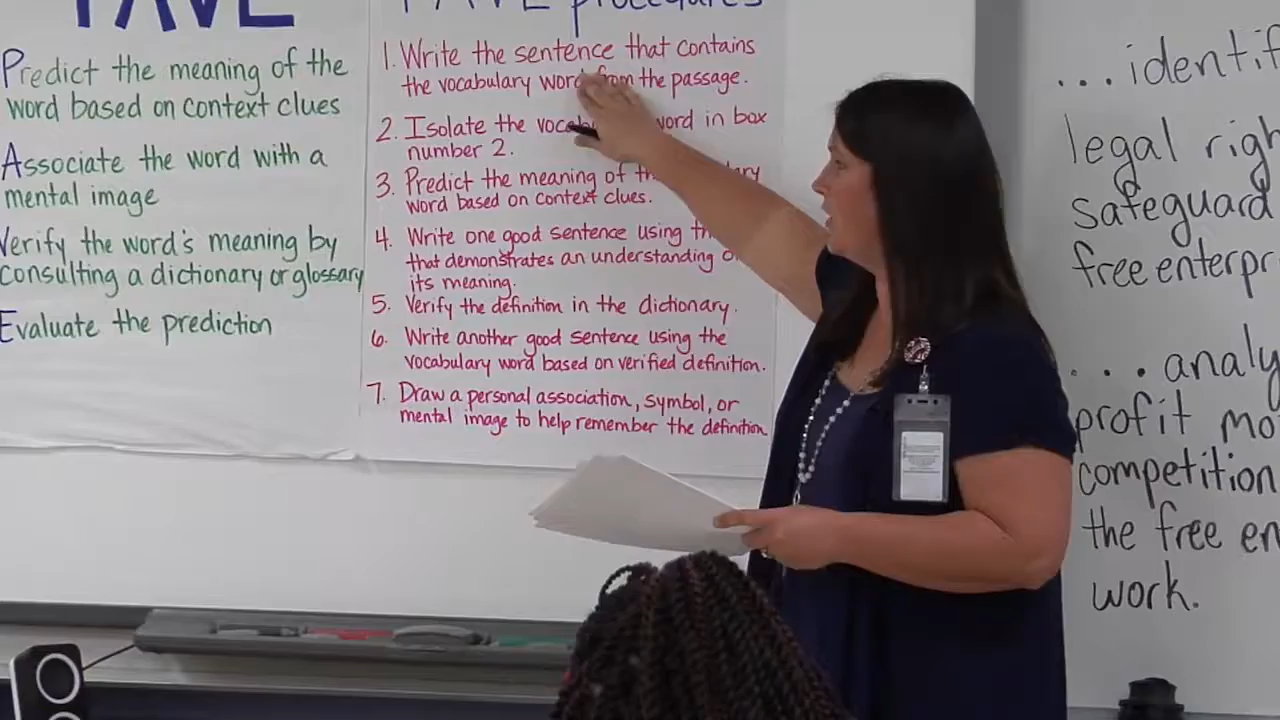 PAVE
Predict the meaning of the
word based on context clues
Associate the word with a
mental image
Verify the word's meaning by
consulting a dictionary or glossary
Evaluate the prediction
PAVE procedures
1. Write the sentence that contains
the vocabulary word from the passage.
2. Isolate the word in box
number 2.
3. Predict the meaning of
word based on context clues.
4. Write one good sentence using
that demonstrates an understanding
its meaning.
5. Verify the definition in the dictionary.
6. Write another good sentence using the
vocabulary word based on verified definition.
7. Draw a personal association, symbol, or
mental image to help remember the definition
...identif
legal righ
safeguard
free enterpr
...analy
profit mo
competition
the free en
work.